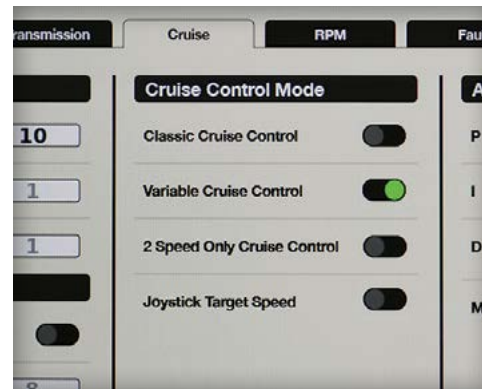 ransmission
Cruise
RPM
Fau
Cruise Control Mode
A
10
Classic Cruise Control
P
1
Variable Cruise Control
I
1
2 Speed Only Cruise Control
D
Joystick Target Speed
M
8